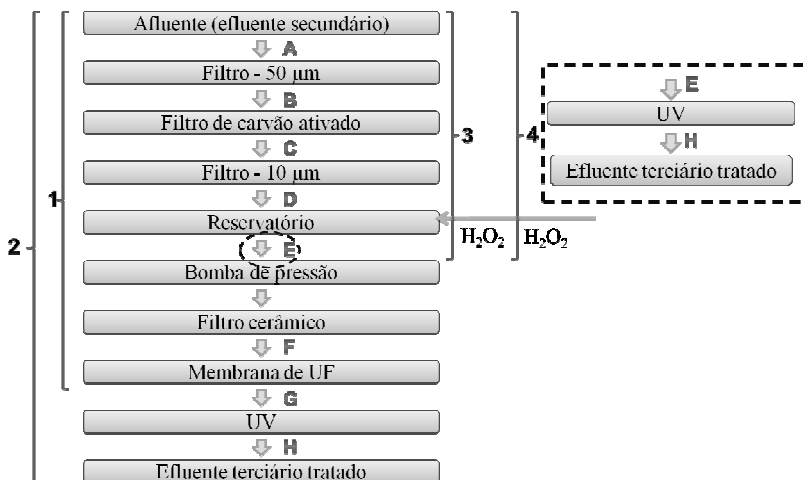 Afluente (efluente secundário)
A
Filtro - 50 µm
B
Filtro de carvão ativado
C
Filtro - 10 µm
D
Reservatório
E
Bomba de pressão
Filtro cerâmico
F
Membrana de UF
G
UV
H
Efluente terciário tratado
1
2
3
4
H₂O₂
H₂O₂
E
UV
H
Efluente terciário tratado